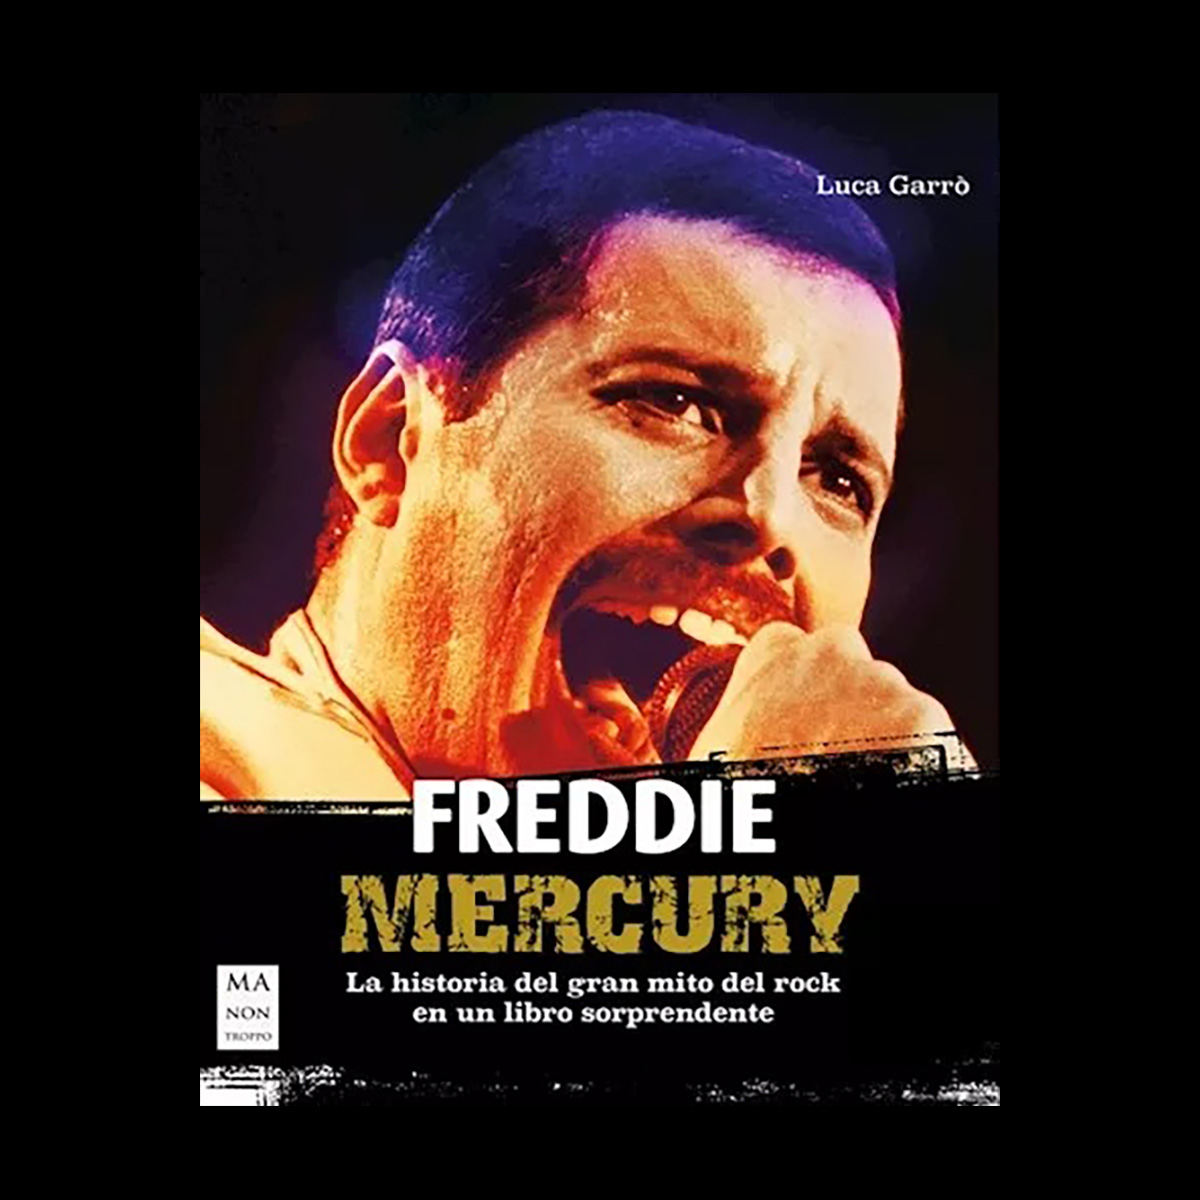 Luca Garrò
FREDDIE
MERCURY
La historia del gran mito del rock
en un libro sorprendente
MA
NON
TROPPO